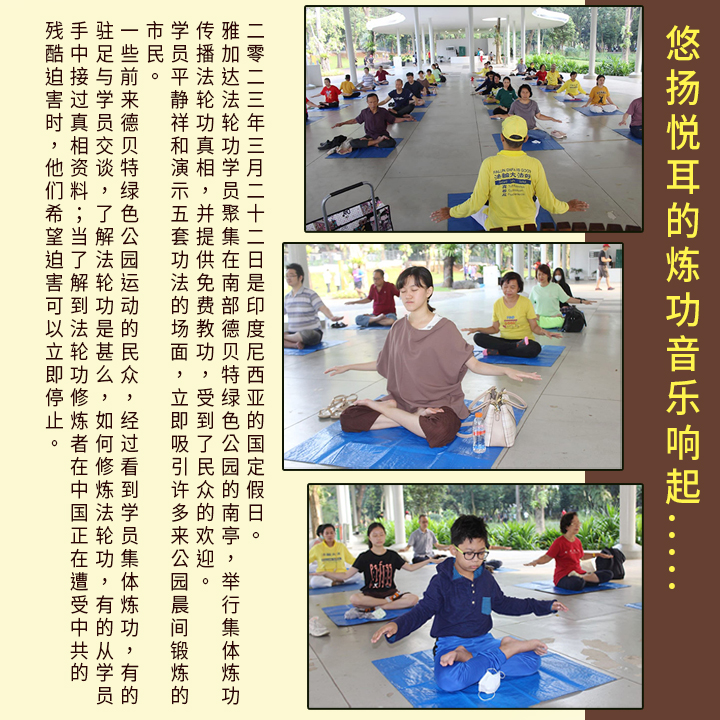 悠扬悦耳的炼功音乐响起……
二零二三年三月二十二日是印度尼西亚的国定假日。
雅加达法轮功学员聚集在南部德贝特绿色公园的南亭，举行集体炼功
传播法轮功真相，并提供免费教功，受到了民众的欢迎。
学员平静祥和演示五套功法的场面，立即吸引许多来公园晨间锻炼的
市民。
一些前来德贝特绿色公园运动的民众，经过看到学员集体炼功，有的
驻足与学员交谈，了解法轮功是甚么，如何修炼法轮功，有的从学员
手中接过真相资料；当了解到法轮功修炼者在中国正在遭受中共的
残酷迫害时，他们希望迫害可以立即停止。
FALUN DAFA IS GOOD
法輪大法好